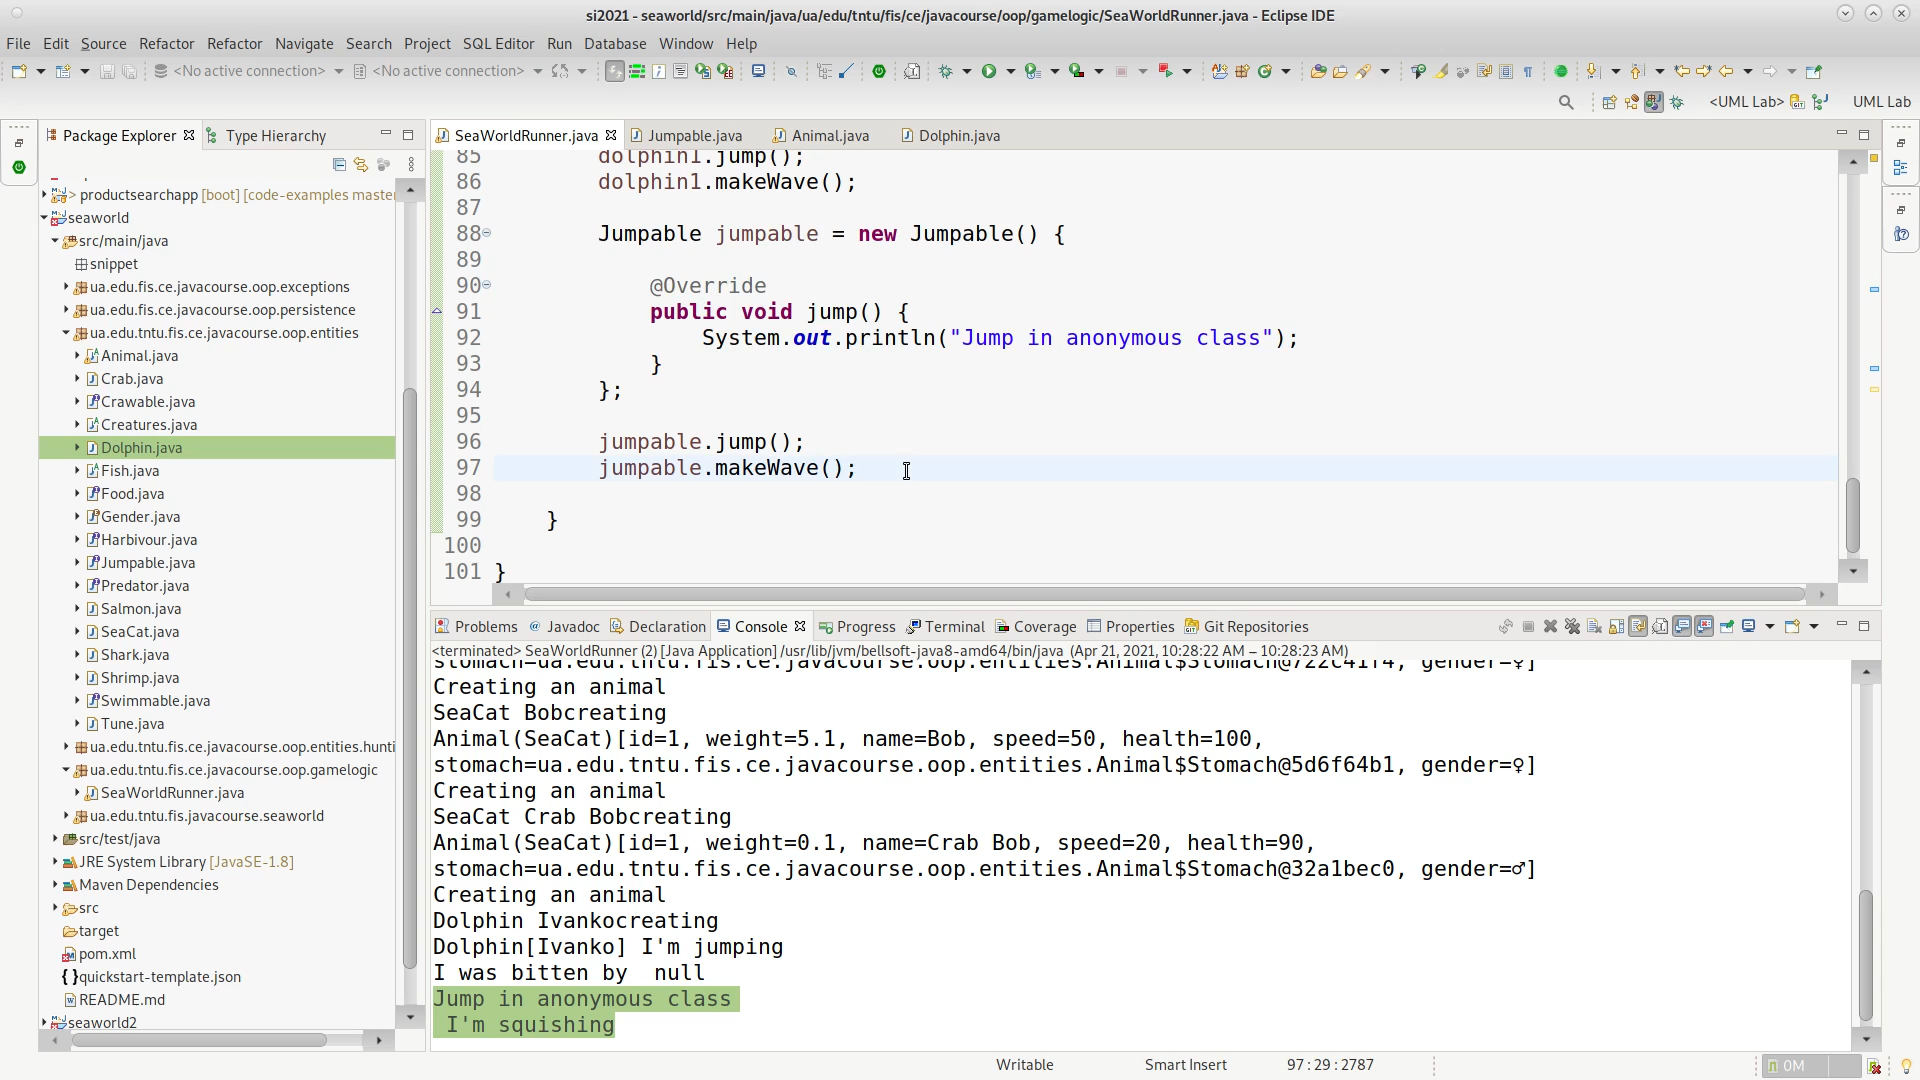 si2021 - seaworld/src/main/java/ua/edu/tntu/fis/ce/javacourse/oop/gamelogic/SeaWorldRunner.java - Eclipse IDE
File Edit Source Refactor Refactor Navigate Search Project SQL Editor Run Database Window Help
<No active connection> <No active connection>
<UML Lab> UML Lab
Package Explorer Type Hierarchy
productsearchapp [boot] [code-examples maste
seaworld
src/main/java
snippet
ua.edu.fis.ce.javacourse.oop.exceptions
ua.edu.fis.ce.javacourse.oop.persistence
ua.edu.tntu.fis.ce.javacourse.oop.entities
Animal.java
Crab.java
Crawable.java
Creatures.java
Dolphin.java
Fish.java
Food.java
Gender.java
Harbivour.java
Jumpable.java
Predator.java
Salmon.java
SeaCat.java
Shark.java
Shrimp.java
Swimmable.java
Tune.java
ua.edu.tntu.fis.ce.javacourse.oop.entities.hunti
ua.edu.tntu.fis.ce.javacourse.oop.gamelogic
SeaWorldRunner.java
ua.edu.tntu.fis.javacourse.seaworld
src/test/java
JRE System Library [JavaSE-1.8]
Maven Dependencies
src
target
pom.xml
quickstart-template.json
README.md
seaworld2
SeaWorldRunner.java Jumpable.java Animal.java Dolphin.java
85 dolphin1.jump();
86 dolphin1.makeWave();
87
88 Jumpable jumpable = new Jumpable() {
89
90 @Override
91 public void jump() {
92 System.out.println("Jump in anonymous class");
93 }
94 };
95
96 jumpable.jump();
97 jumpable.makeWave();
98
99 }
100
101 }
Problems Javadoc Declaration Console Progress Terminal Coverage Properties Git Repositories
<terminated> SeaWorldRunner (2) [Java Application] /usr/lib/jvm/bellsoft-java8-amd64/bin/java (Apr 21, 2021, 10:28:22 AM – 10:28:23 AM)
stomach=ua.edu.tntu.fis.ce.javacourse.oop.entities.Animal$Stomach@722c41f4, gender=♀]
Creating an animal
SeaCat Bobcreating
Animal(SeaCat)[id=1, weight=5.1, name=Bob, speed=50, health=100,
stomach=ua.edu.tntu.fis.ce.javacourse.oop.entities.Animal$Stomach@5d6f64b1, gender=♀]
Creating an animal
SeaCat Crab Bobcreating
Animal(SeaCat)[id=1, weight=0.1, name=Crab Bob, speed=20, health=90,
stomach=ua.edu.tntu.fis.ce.javacourse.oop.entities.Animal$Stomach@32a1bec0, gender=♂]
Creating an animal
Dolphin Ivankocreating
Dolphin[Ivanko] I'm jumping
I was bitten by  null
Jump in anonymous class
I'm squishing
Writable Smart Insert 97 : 29 : 2787 0M